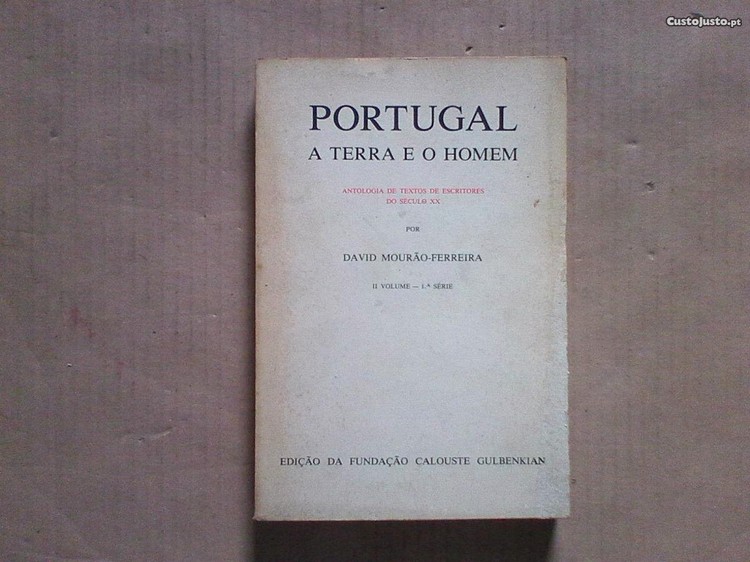 CustoJusto.pt
PORTUGAL
A TERRA E O HOMEM
ANTOLOGIA DE TEXTOS DE ESCRITORES
DO SÉCULO XX
POR
DAVID MOURÃO-FERREIRA
II VOLUME — 1.ª SÉRIE
EDIÇÃO DA FUNDAÇÃO CALOUSTE GULBENKIAN